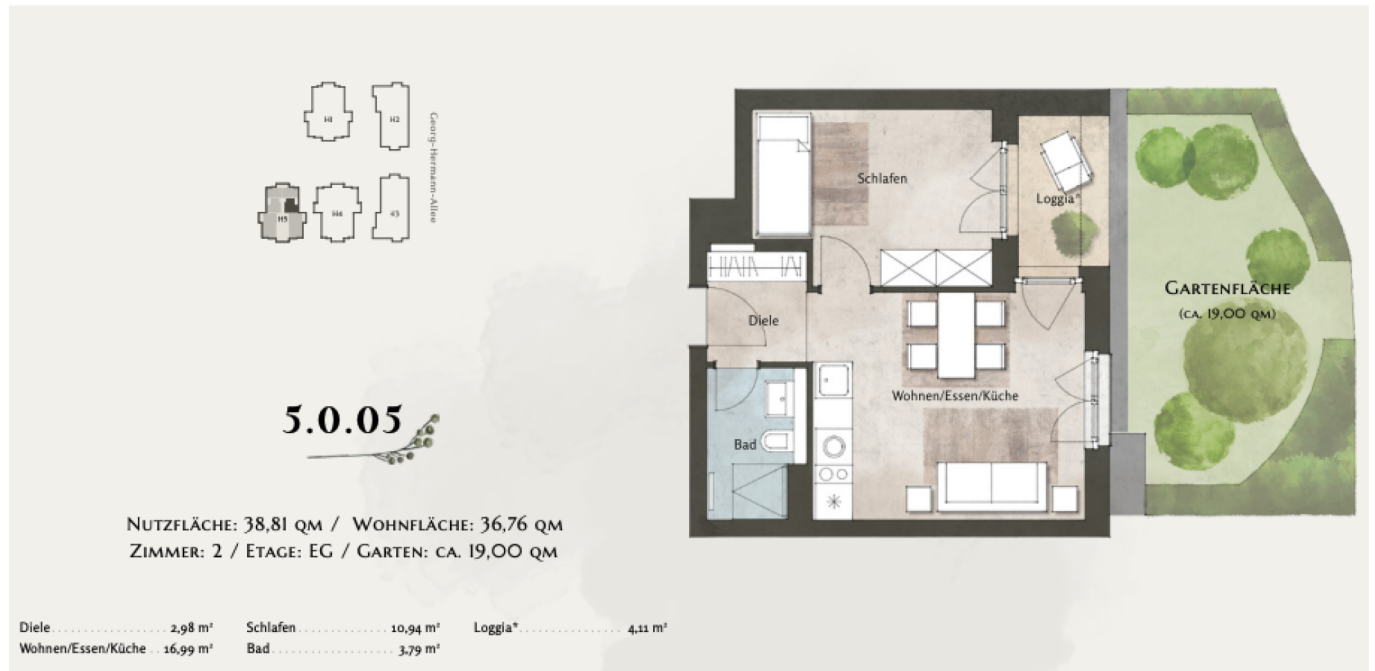 H1
H2
Georg-Hermann-Allee
H5
H4
H3
5.0.05
Nutzfläche: 38,81 qm / Wohnfläche: 36,76 qm
Zimmer: 2 / Etage: EG / Garten: ca. 19,00 qm
Diele 2,98 m²
Wohnen/Essen/Küche 16,99 m²
Schlafen 10,94 m²
Bad 3,79 m²
Loggia* 4,11 m²
Schlafen
Loggia*
Diele
Wohnen/Essen/Küche
Bad
Gartenfläche
(ca. 19,00 qm)